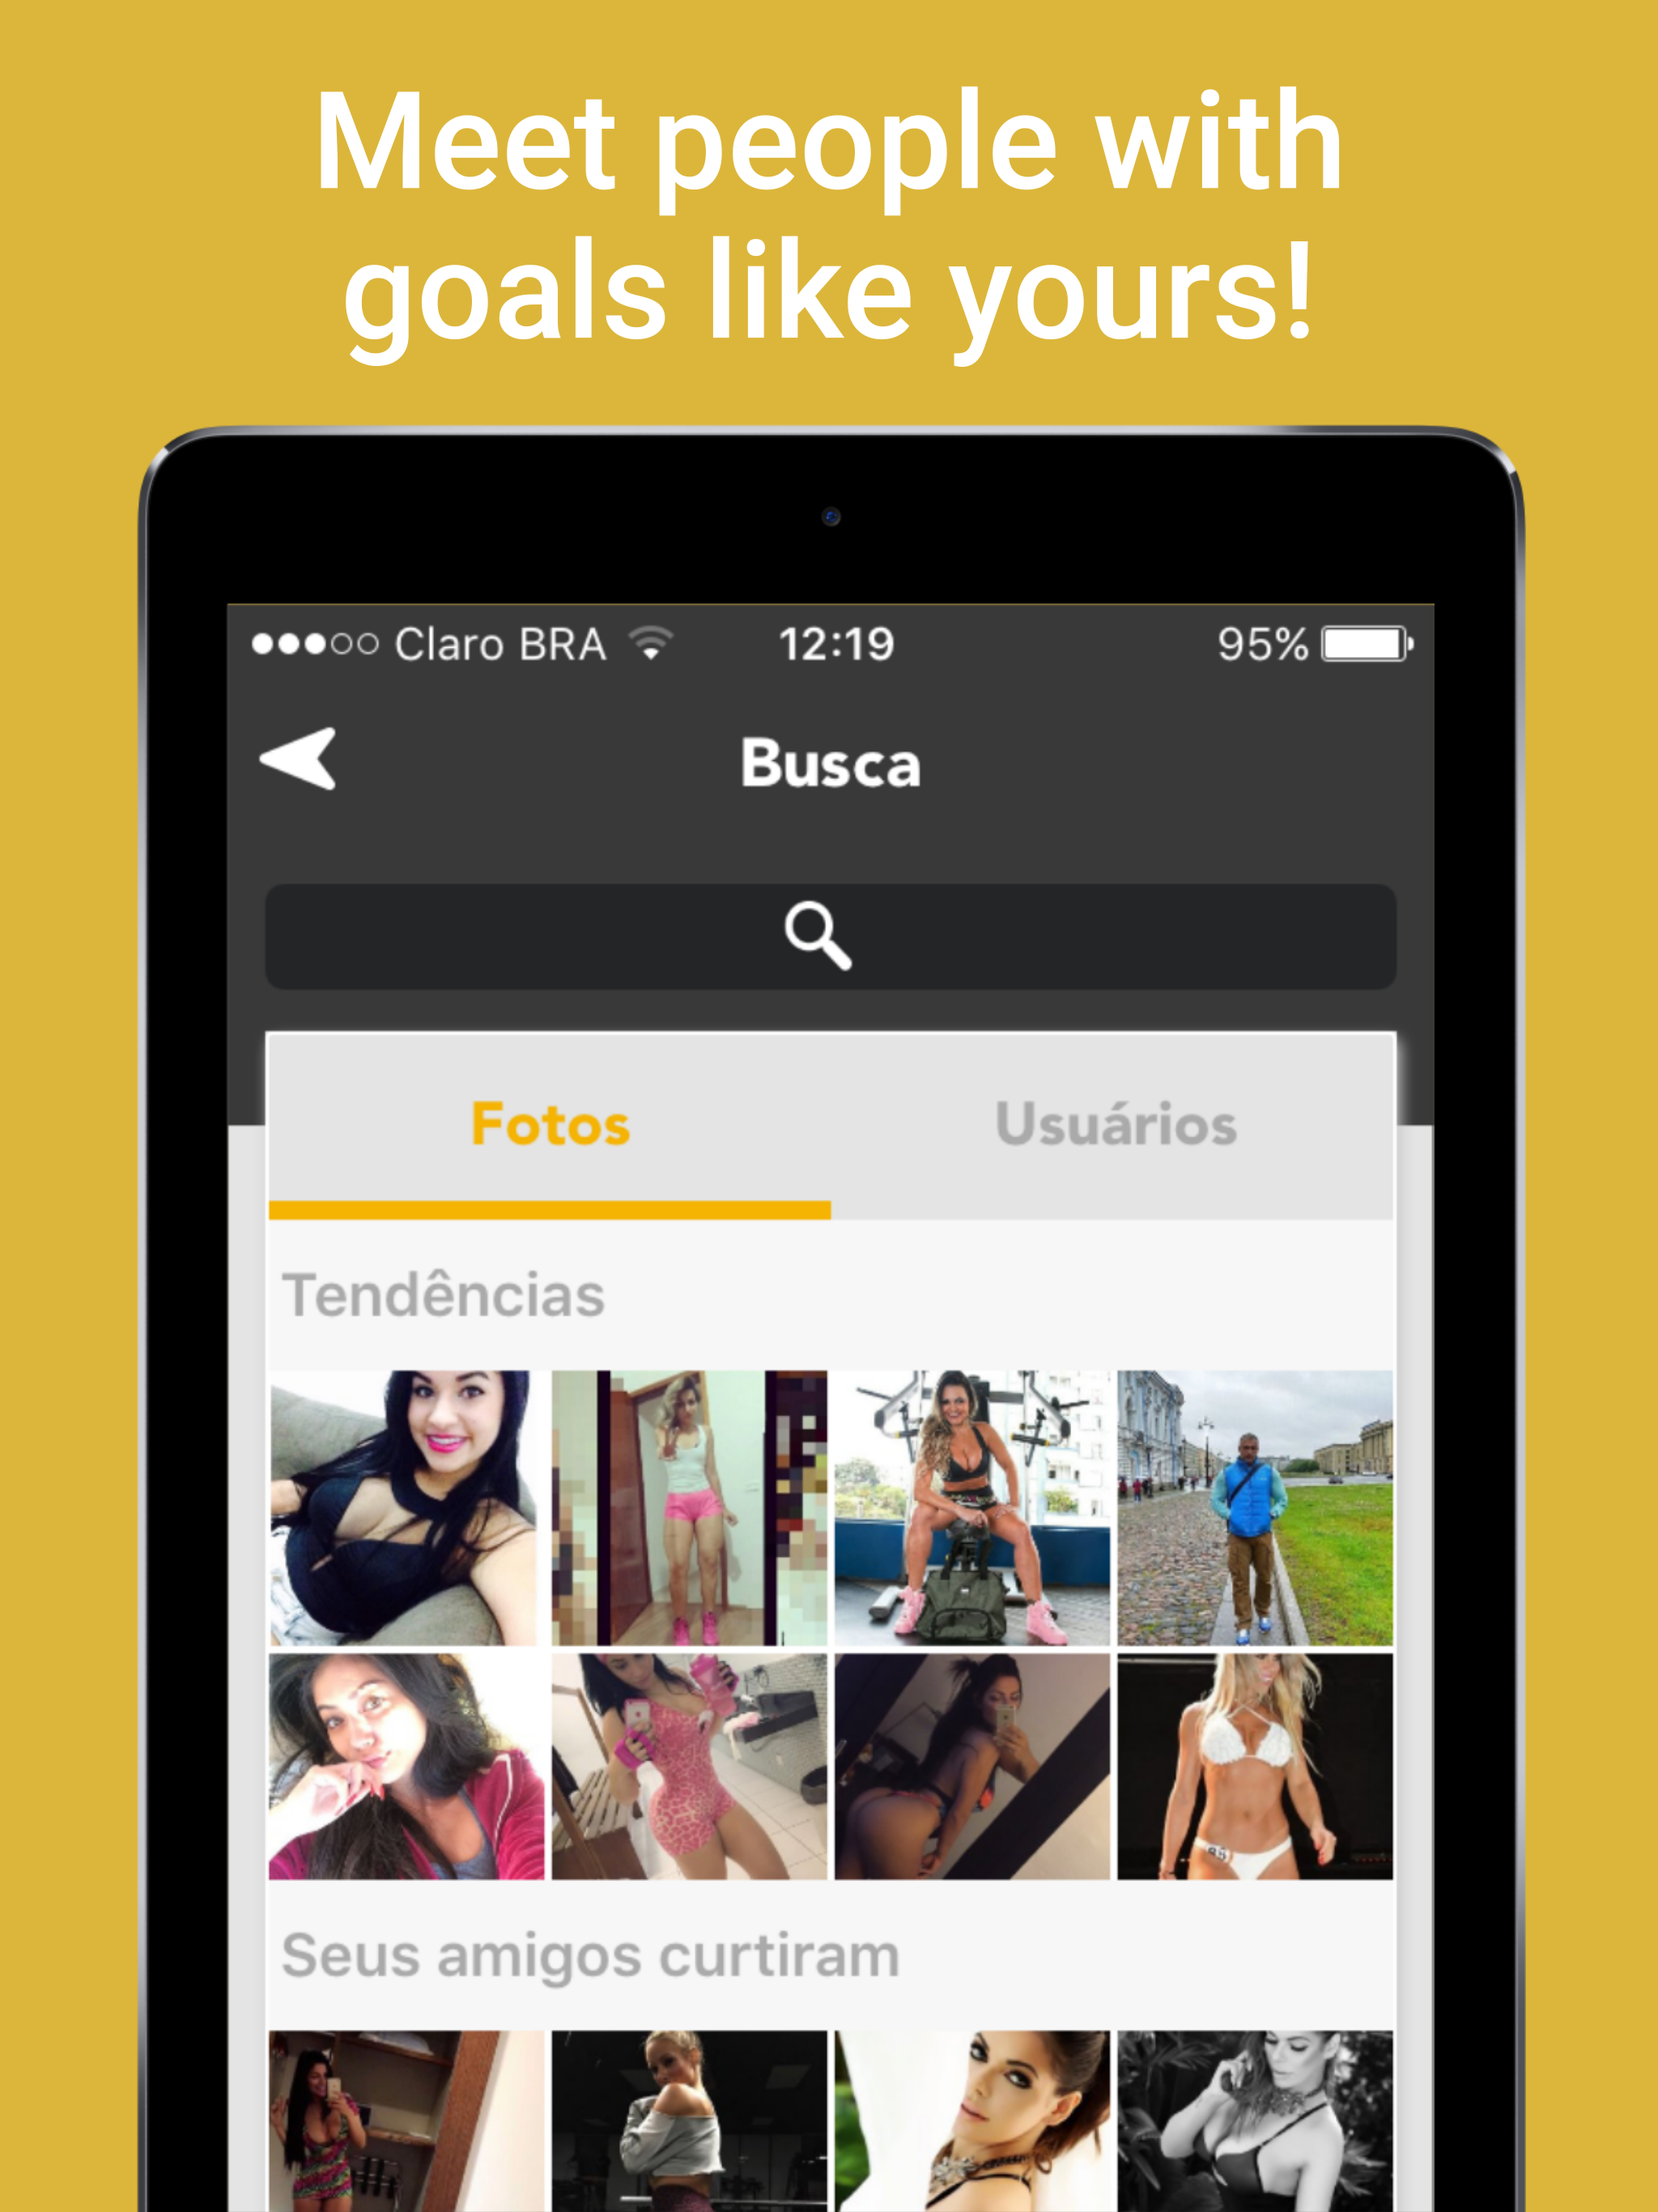 Meet people with
goals like yours!
Claro BRA 12:19 95%
Busca
Fotos Usuários
Tendências
Seus amigos curtiram